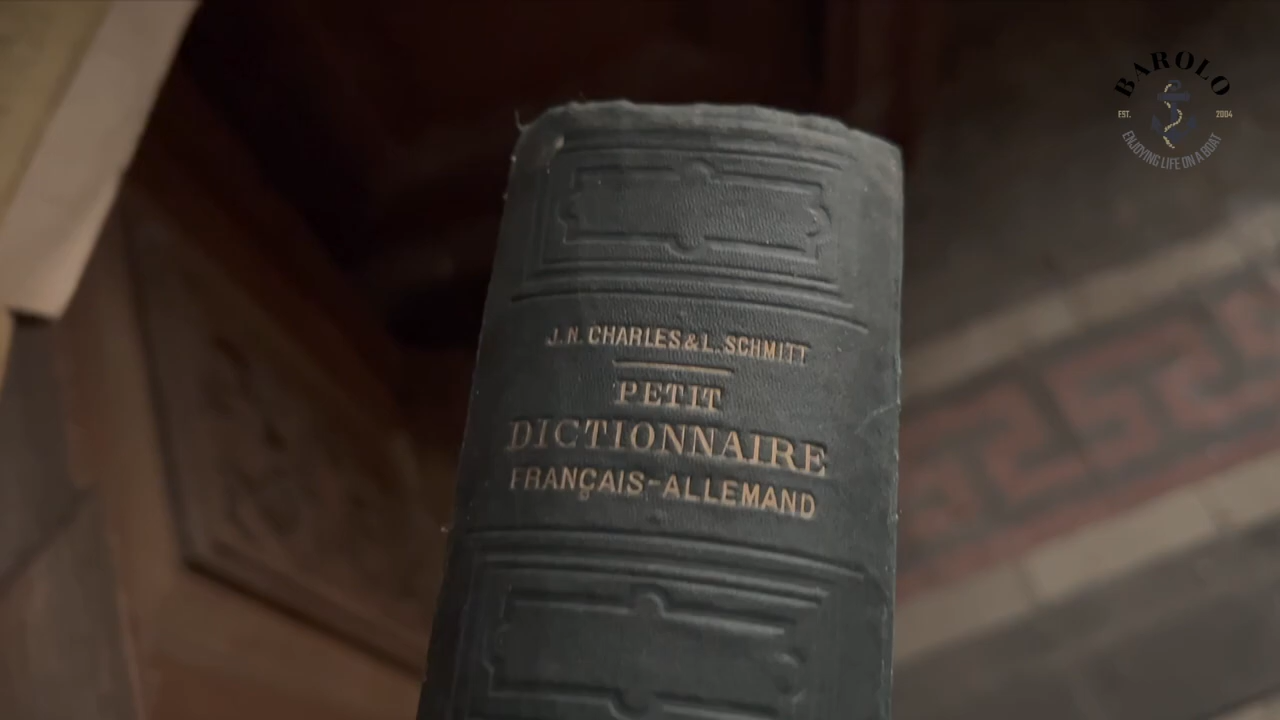 BAROLO
EST. 2004
ENJOYING LIFE ON A BOAT
J. N. CHARLES & L. SCHMITT
PETIT
DICTIONNAIRE
FRANÇAIS-ALLEMAND